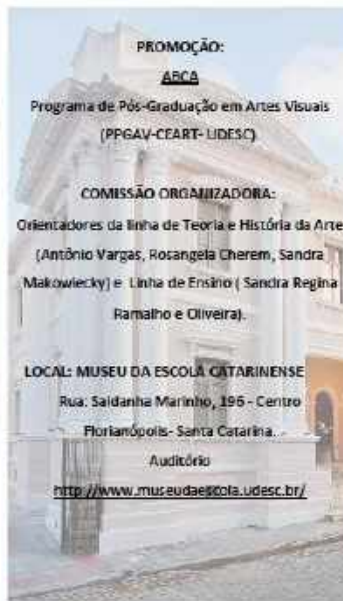 PROMOÇÃO:
ABCA
Programa de Pós-Graduação em Artes Visuais
(PPGAV-CEART- UDESC)
COMISSÃO ORGANIZADORA:
Orientadores da linha de Teoria e História da Arte
(Antônio Vargas, Rosangela Cherem, Sandra
Makowiecky) e Linha de Ensino ( Sandra Regina
Ramalho e Oliveira).
LOCAL: MUSEU DA ESCOLA CATARINENSE
Rua: Saldanha Marinho, 196 - Centro
Florianópolis- Santa Catarina.
Auditório
http://www.museudaescola.udesc.br/